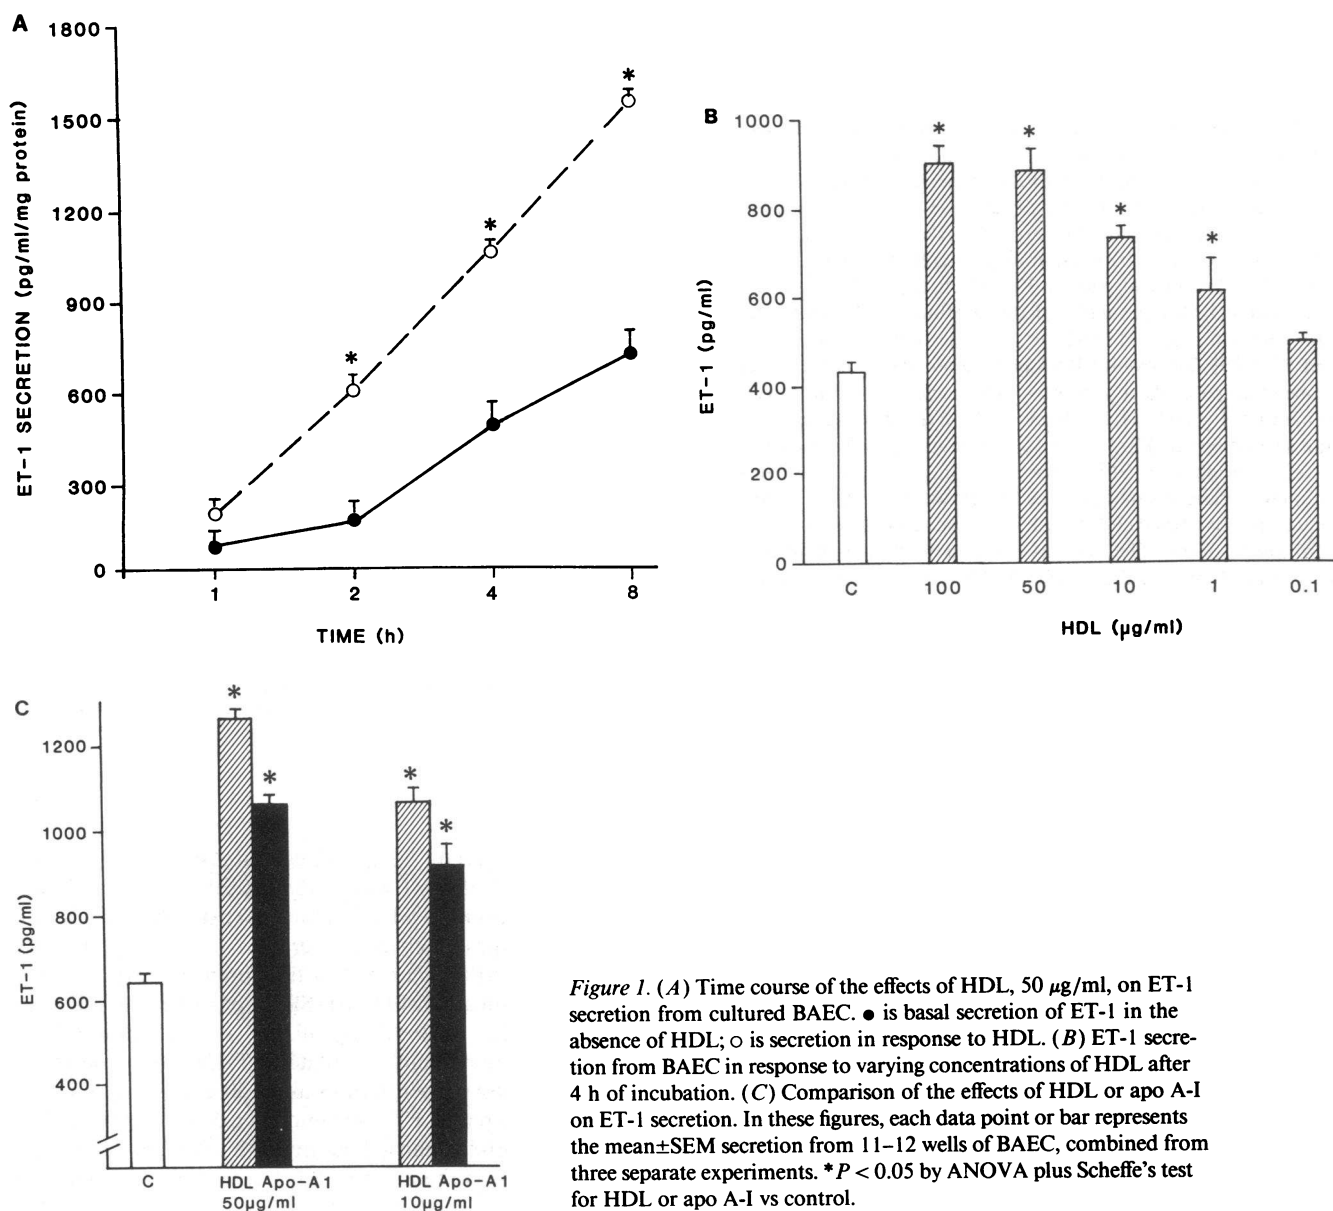 A
1800
1500
1200
900
600
300
0
ET-1 SECRETION (pg/ml/mg protein)
*
*
*
1 2 4 8
TIME (h)
B
1000
800
600
400
200
0
ET-1 (pg/ml)
*
*
*
*
C 100 50 10 1 0.1
HDL (µg/ml)
C
1200
1000
800
600
400
ET-1 (pg/ml)
*
*
*
*
C HDL Apo-A1 HDL Apo-A1
50µg/ml 10µg/ml
Figure 1. (A) Time course of the effects of HDL, 50 µg/ml, on ET-1
secretion from cultured BAEC. ● is basal secretion of ET-1 in the
absence of HDL; ○ is secretion in response to HDL. (B) ET-1 secre-
tion from BAEC in response to varying concentrations of HDL after
4 h of incubation. (C) Comparison of the effects of HDL or apo A-I
on ET-1 secretion. In these figures, each data point or bar represents
the mean±SEM secretion from 11–12 wells of BAEC, combined from
three separate experiments. *P < 0.05 by ANOVA plus Scheffe's test
for HDL or apo A-I vs control.